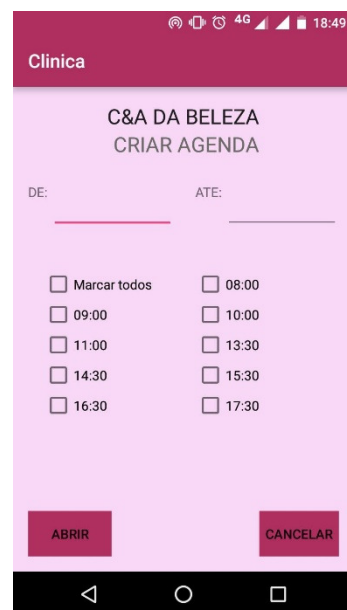 4G 18:49
Clinica
C&A DA BELEZA
CRIAR AGENDA
DE: ATE:
Marcar todos 08:00
09:00 10:00
11:00 13:30
14:30 15:30
16:30 17:30
ABRIR CANCELAR